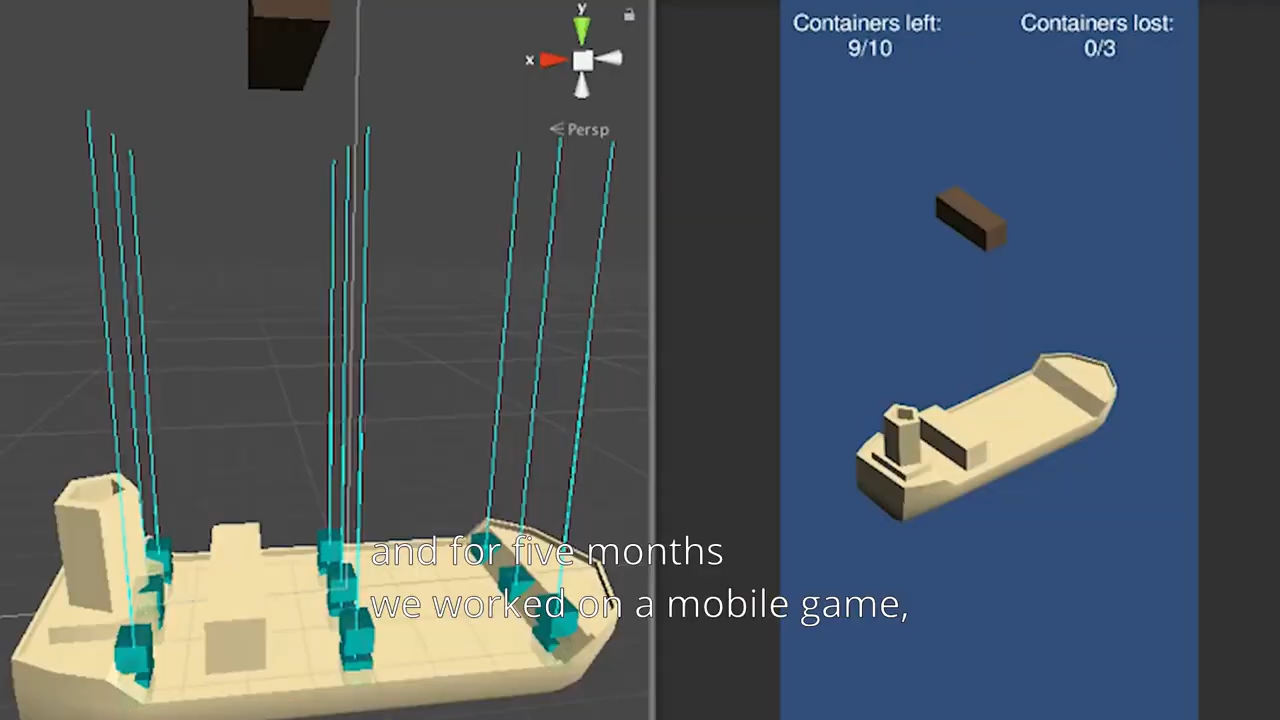 y
x
Persp
Containers left:
9/10
Containers lost:
0/3
and for five months
we worked on a mobile game,